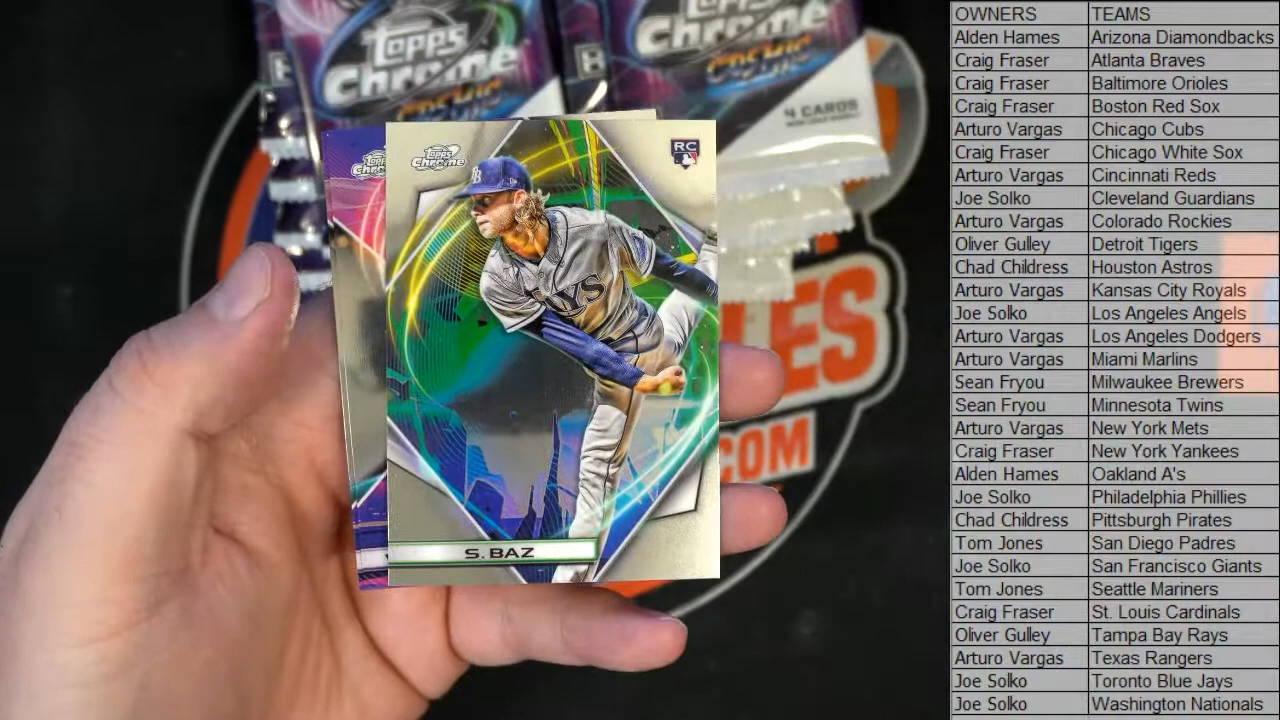 Topps
Chrome
COSMIC
Chrome
COSMIC
4 CARDS
Topps
Chrome
RC
RAYS
S. BAZ
LES
.COM
OWNERS TEAMS
Alden Hames Arizona Diamondbacks
Craig Fraser Atlanta Braves
Craig Fraser Baltimore Orioles
Craig Fraser Boston Red Sox
Arturo Vargas Chicago Cubs
Craig Fraser Chicago White Sox
Arturo Vargas Cincinnati Reds
Joe Solko Cleveland Guardians
Arturo Vargas Colorado Rockies
Oliver Gulley Detroit Tigers
Chad Childress Houston Astros
Arturo Vargas Kansas City Royals
Joe Solko Los Angeles Angels
Arturo Vargas Los Angeles Dodgers
Arturo Vargas Miami Marlins
Sean Fryou Milwaukee Brewers
Sean Fryou Minnesota Twins
Arturo Vargas New York Mets
Craig Fraser New York Yankees
Alden Hames Oakland A's
Joe Solko Philadelphia Phillies
Chad Childress Pittsburgh Pirates
Tom Jones San Diego Padres
Joe Solko San Francisco Giants
Tom Jones Seattle Mariners
Craig Fraser St. Louis Cardinals
Oliver Gulley Tampa Bay Rays
Arturo Vargas Texas Rangers
Joe Solko Toronto Blue Jays
Joe Solko Washington Nationals